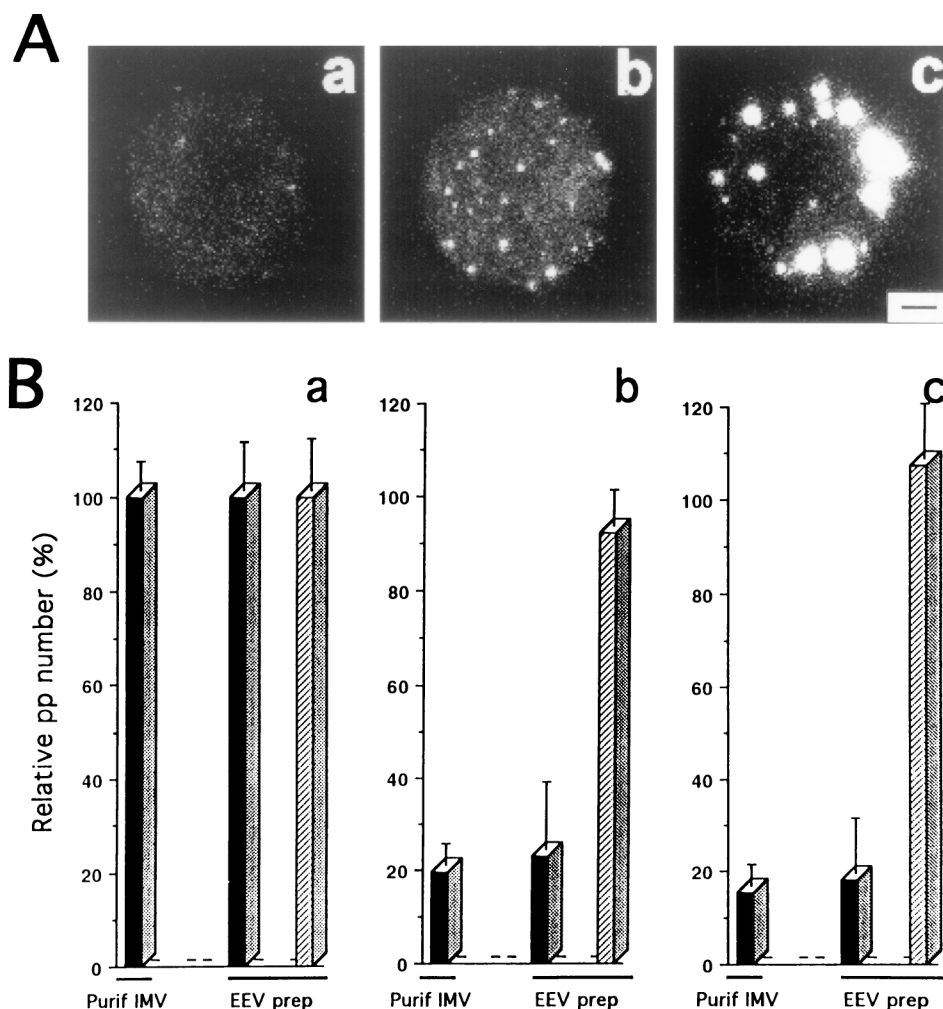 A
a
b
c
B
a
b
c
Relative pp number (%)
120
100
80
60
40
20
0
120
100
80
60
40
20
0
120
100
80
60
40
20
0
Purif IMV
EEV prep
Purif IMV
EEV prep
Purif IMV
EEV prep